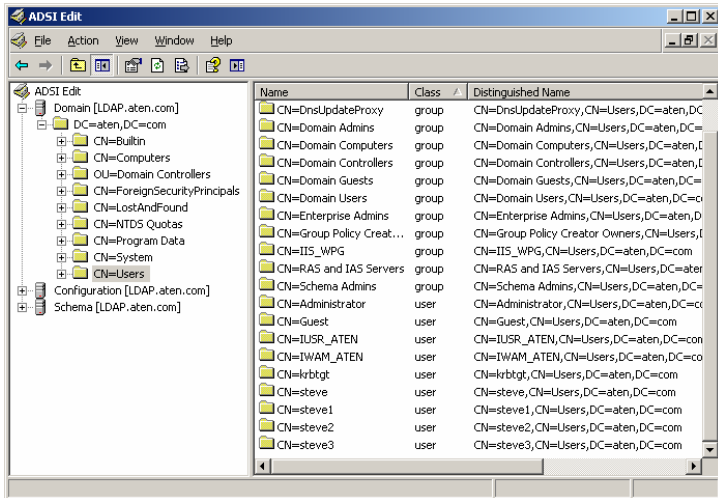 ADSI Edit
File Action View Window Help
ADSI Edit
Domain [LDAP.aten.com]
DC=aten,DC=com
CN=Builtin
CN=Computers
OU=Domain Controllers
CN=ForeignSecurityPrincipals
CN=LostAndFound
CN=NTDS Quotas
CN=Program Data
CN=System
CN=Users
Configuration [LDAP.aten.com]
Schema [LDAP.aten.com]
Name Class Distinguished Name
CN=DnsUpdateProxy group CN=DnsUpdateProxy,CN=Users,DC=aten,DC
CN=Domain Admins group CN=Domain Admins,CN=Users,DC=aten,DC=
CN=Domain Computers group CN=Domain Computers,CN=Users,DC=aten,D
CN=Domain Controllers group CN=Domain Controllers,CN=Users,DC=aten,D
CN=Domain Guests group CN=Domain Guests,CN=Users,DC=aten,DC=
CN=Domain Users group CN=Domain Users,CN=Users,DC=aten,DC=c
CN=Enterprise Admins group CN=Enterprise Admins,CN=Users,DC=aten,D
CN=Group Policy Creat... group CN=Group Policy Creator Owners,CN=Users,
CN=IIS_WPG group CN=IIS_WPG,CN=Users,DC=aten,DC=com
CN=RAS and IAS Servers group CN=RAS and IAS Servers,CN=Users,DC=aten
CN=Schema Admins group CN=Schema Admins,CN=Users,DC=aten,DC=
CN=Administrator user CN=Administrator,CN=Users,DC=aten,DC=co
CN=Guest user CN=Guest,CN=Users,DC=aten,DC=com
CN=IUSR_ATEN user CN=IUSR_ATEN,CN=Users,DC=aten,DC=com
CN=IWAM_ATEN user CN=IWAM_ATEN,CN=Users,DC=aten,DC=co
CN=krbtgt user CN=krbtgt,CN=Users,DC=aten,DC=com
CN=steve user CN=steve,CN=Users,DC=aten,DC=com
CN=steve1 user CN=steve1,CN=Users,DC=aten,DC=com
CN=steve2 user CN=steve2,CN=Users,DC=aten,DC=com
CN=steve3 user CN=steve3,CN=Users,DC=aten,DC=com